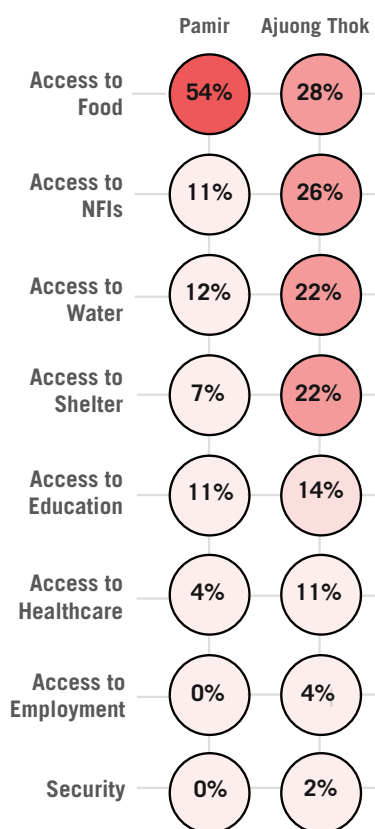 Pamir Ajuong Thok
Access to
Food
54% 28%
Access to
NFIs
11% 26%
Access to
Water
12% 22%
Access to
Shelter
7% 22%
Access to
Education
11% 14%
Access to
Healthcare
4% 11%
Access to
Employment
0% 4%
Security
0% 2%